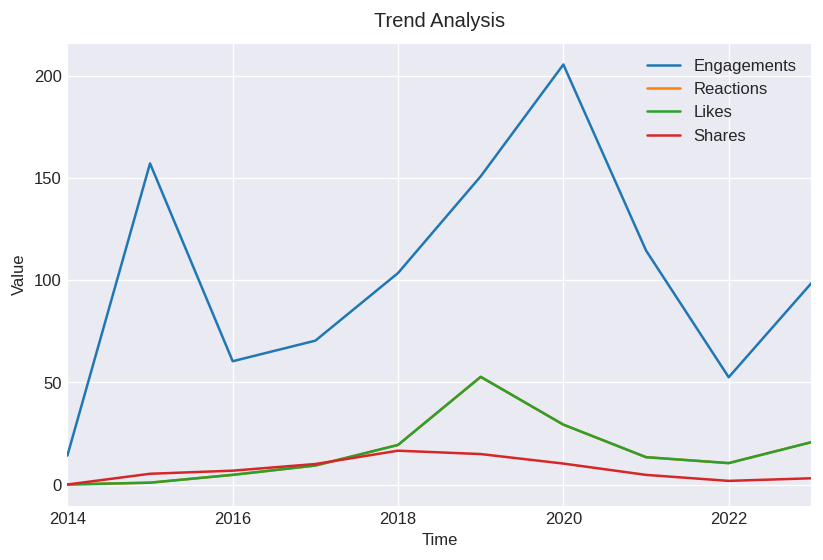 Trend Analysis
Engagements
Reactions
Likes
Shares
200
150
100
50
0
Value
2014
2016
2018
2020
2022
Time